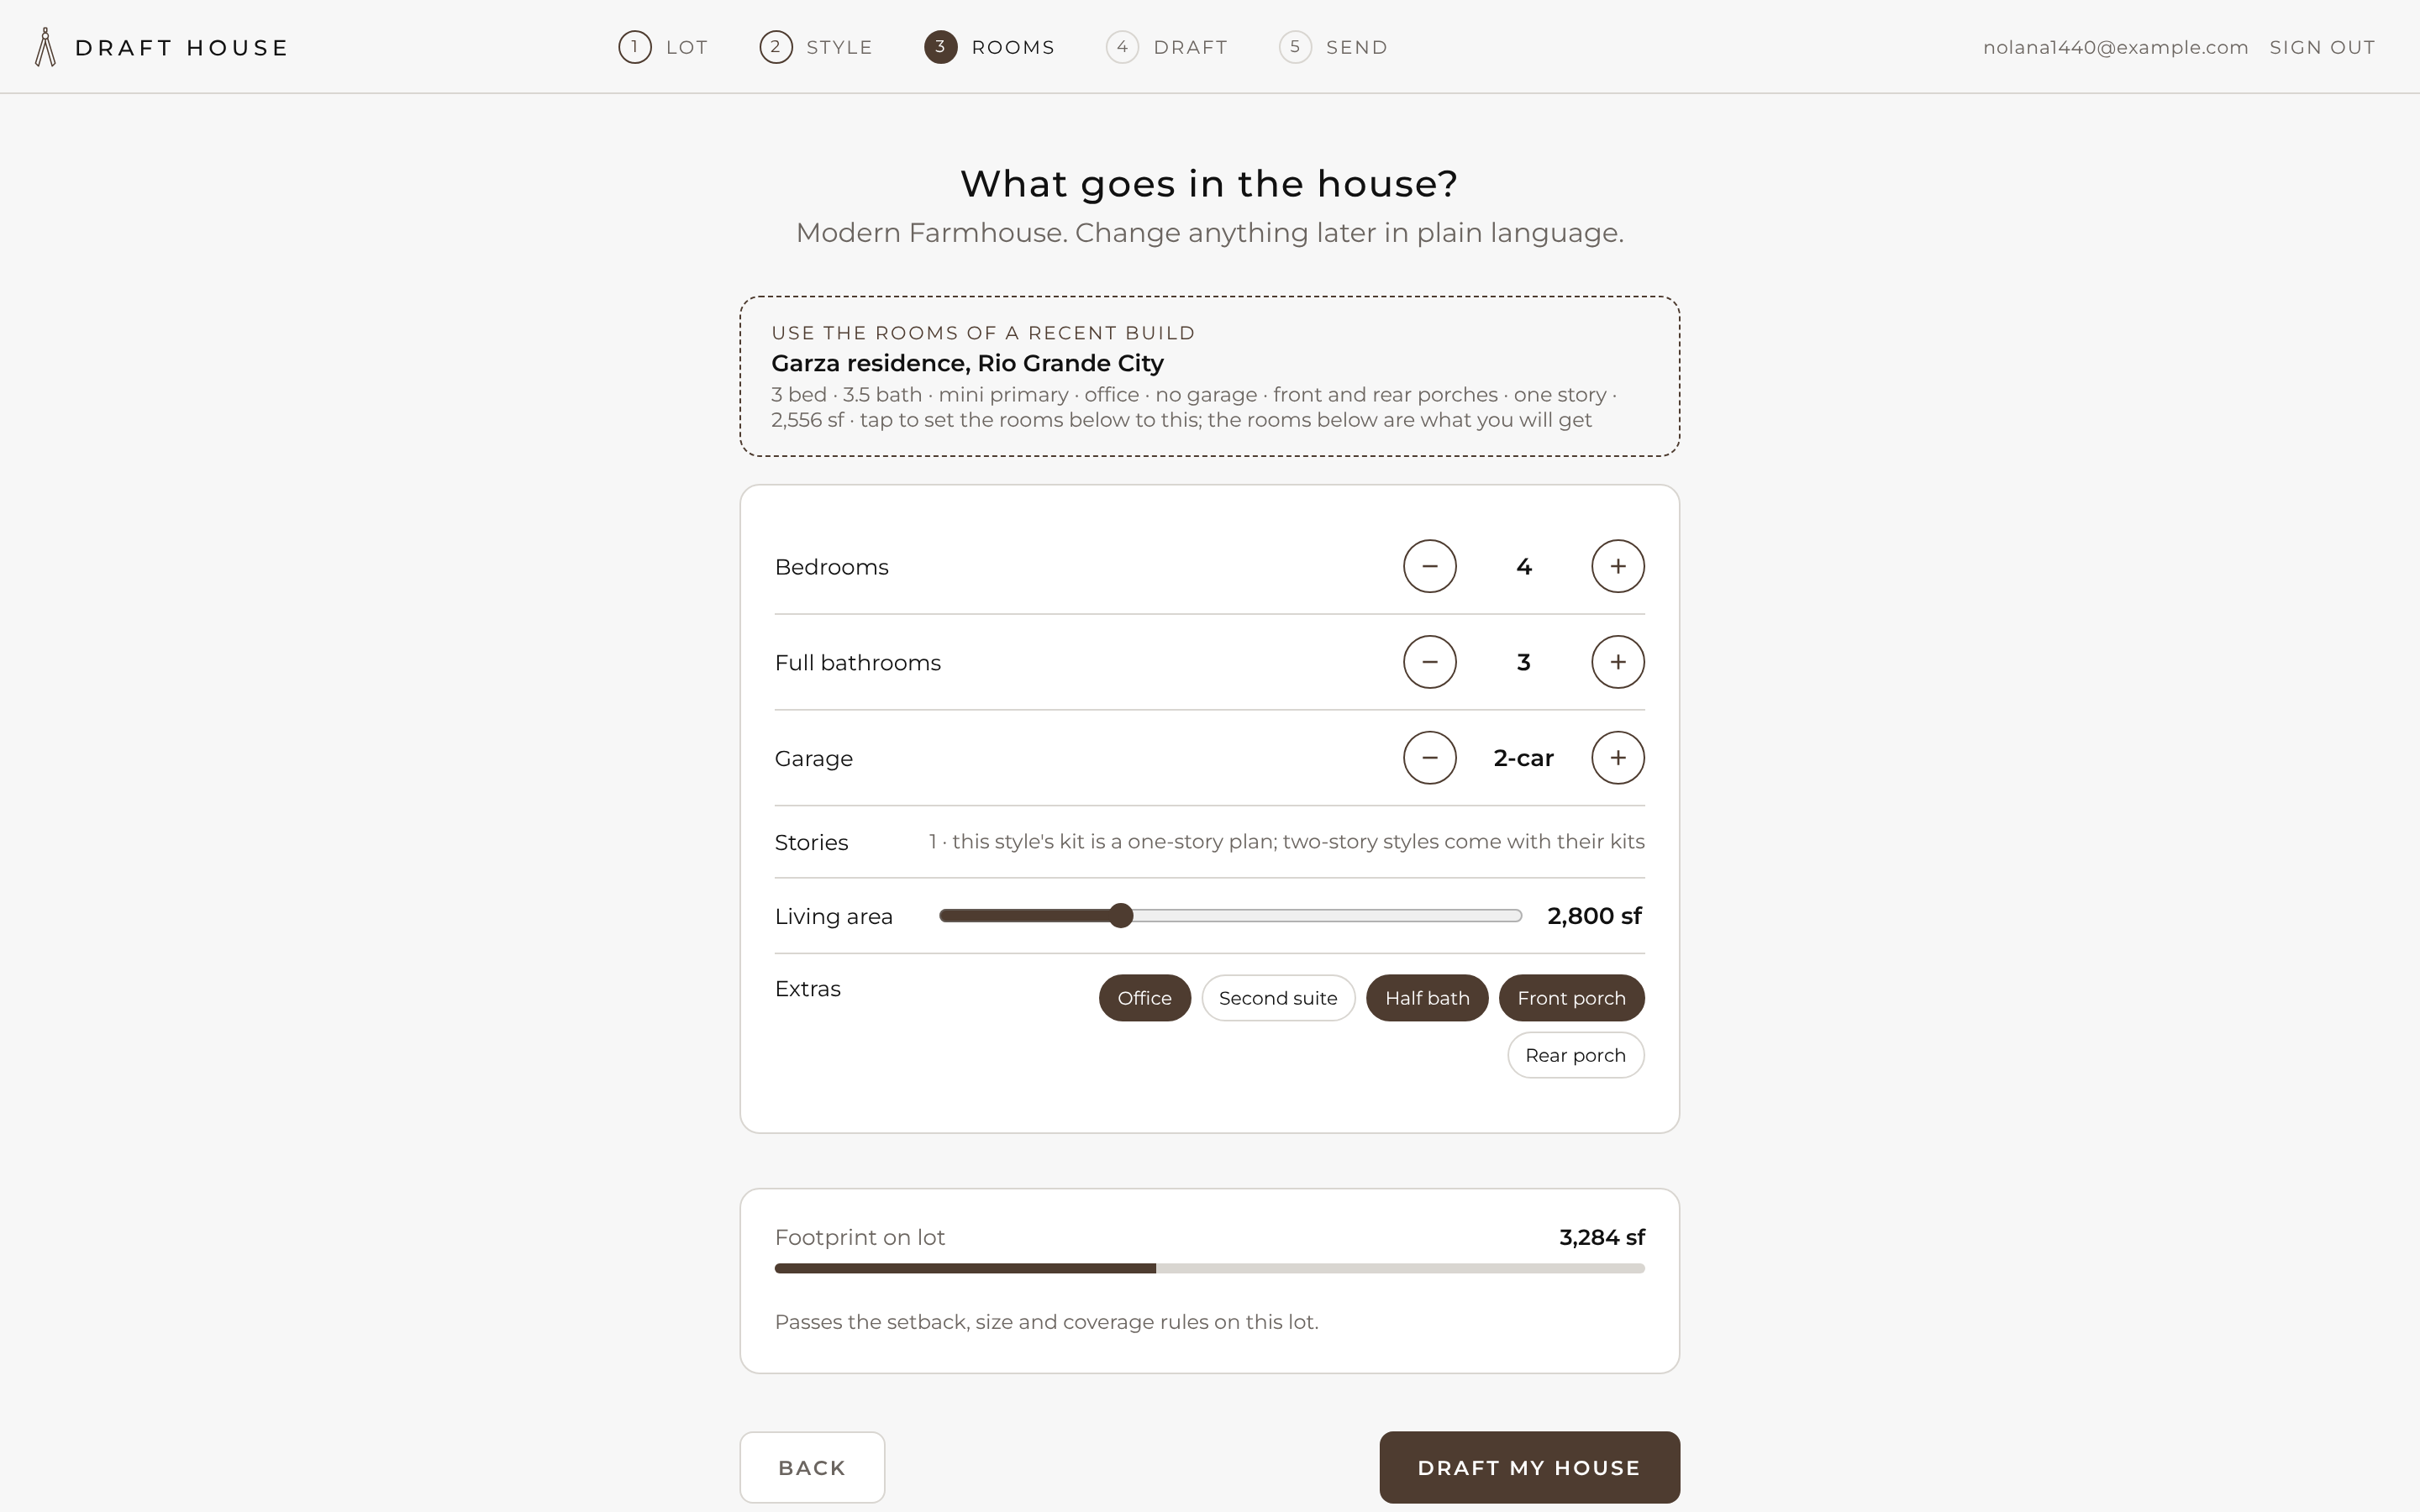 DRAFT HOUSE
1 LOT
2 STYLE
3 ROOMS
4 DRAFT
5 SEND
nolana1440@example.com
SIGN OUT
What goes in the house?
Modern Farmhouse. Change anything later in plain language.
USE THE ROOMS OF A RECENT BUILD
Garza residence, Rio Grande City
3 bed · 3.5 bath · mini primary · office · no garage · front and rear porches · one story ·
2,556 sf · tap to set the rooms below to this; the rooms below are what you will get
Bedrooms − 4 +
Full bathrooms − 3 +
Garage − 2-car +
Stories 1 · this style's kit is a one-story plan; two-story styles come with their kits
Living area 2,800 sf
Extras Office Second suite Half bath Front porch
Rear porch
Footprint on lot 3,284 sf
Passes the setback, size and coverage rules on this lot.
BACK
DRAFT MY HOUSE